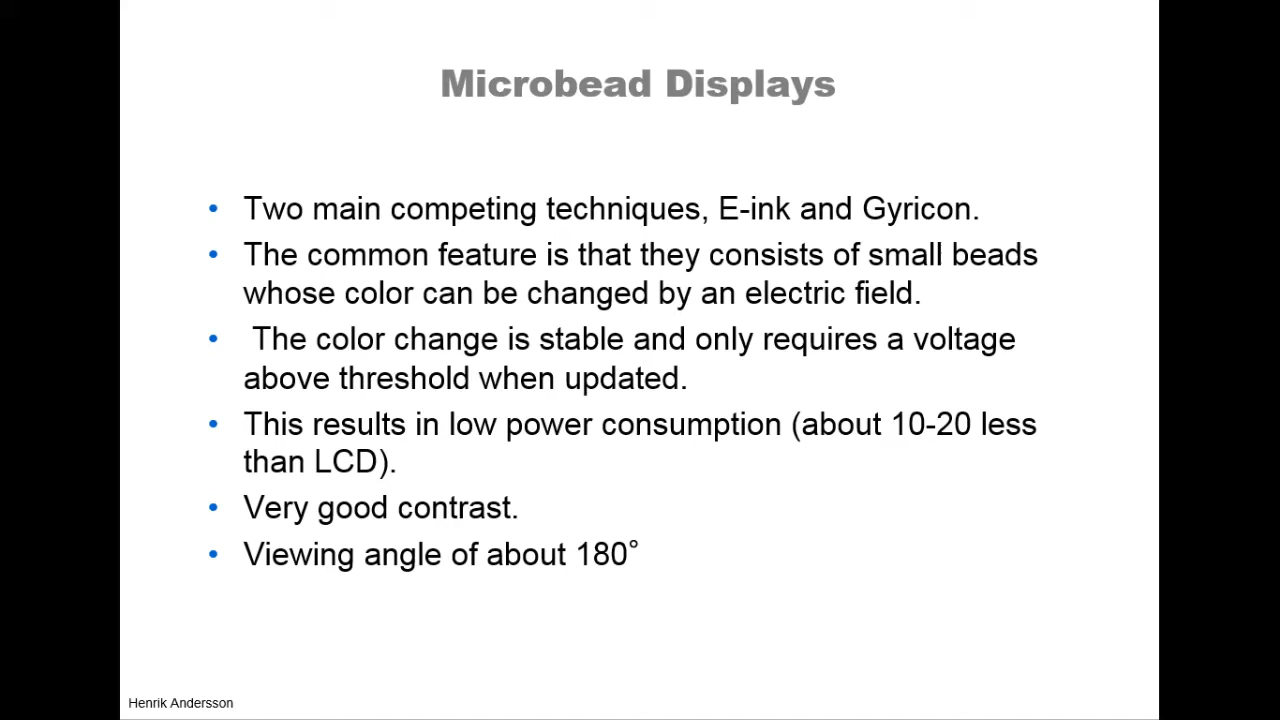 Microbead Displays
• Two main competing techniques, E-ink and Gyricon.
• The common feature is that they consists of small beads
whose color can be changed by an electric field.
• The color change is stable and only requires a voltage
above threshold when updated.
• This results in low power consumption (about 10-20 less
than LCD).
• Very good contrast.
• Viewing angle of about 180°
Henrik Andersson